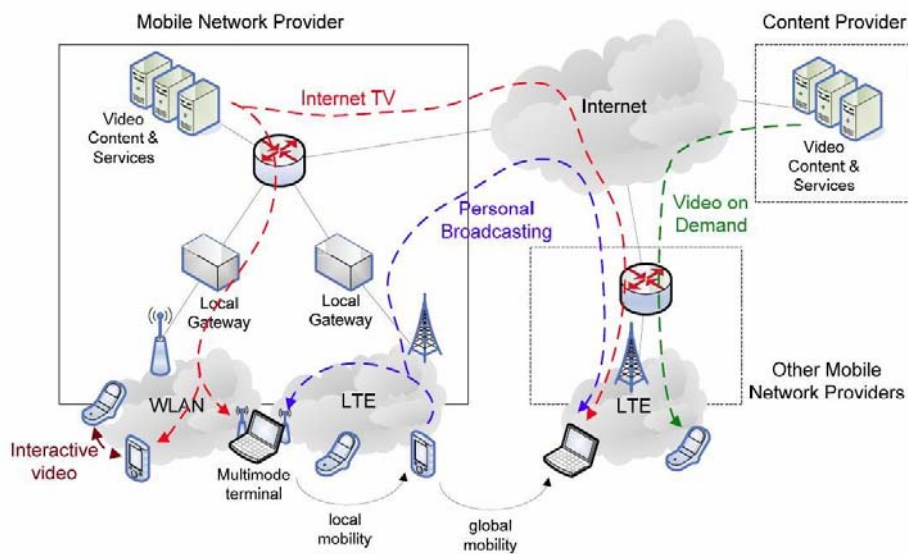 Mobile Network Provider
Content Provider
Internet TV
Internet
Video
Content &
Services
Video
Content &
Services
Personal
Broadcasting
Video on
Demand
Local
Gateway
Local
Gateway
Other Mobile
Network Providers
WLAN
LTE
LTE
Interactive
video
Multimode
terminal
local
mobility
global
mobility